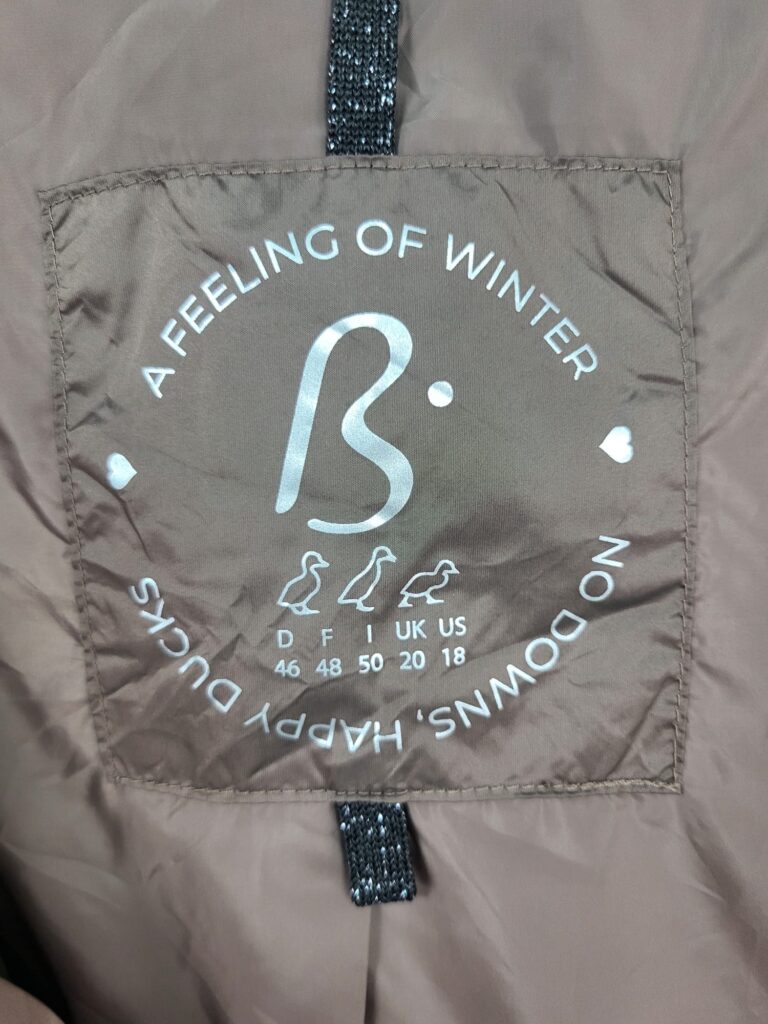 A FEELING OF WINTER
B
D F I UK US
46 48 50 20 18
NO DOWNS, HAPPY DUCKS